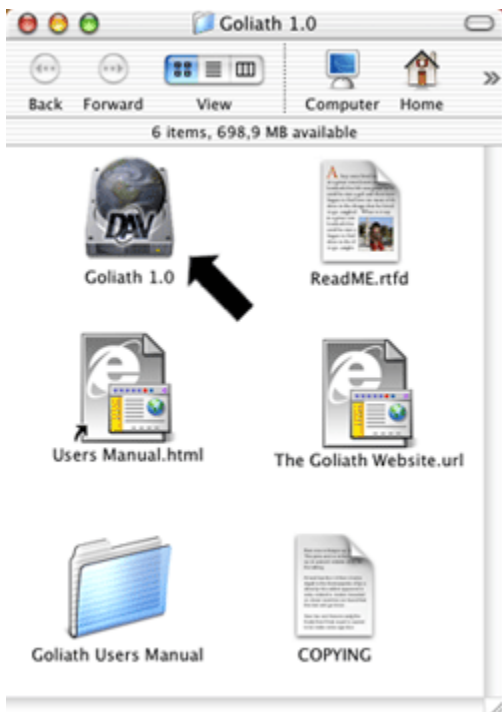 Goliath 1.0
Back Forward View Computer Home
6 items, 698,9 MB available
DAV
Goliath 1.0 ReadME.rtfd
Users Manual.html The Goliath Website.url
Goliath Users Manual COPYING